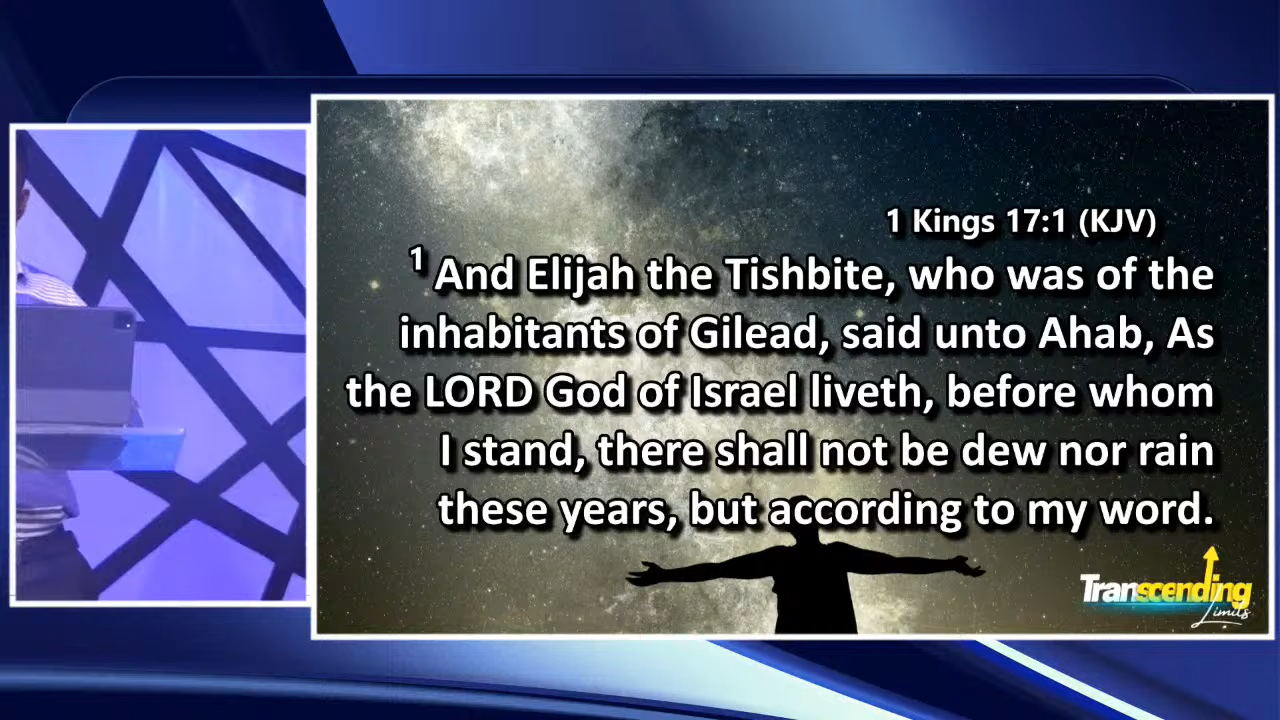 1 Kings 17:1 (KJV)
1 And Elijah the Tishbite, who was of the
inhabitants of Gilead, said unto Ahab, As
the LORD God of Israel liveth, before whom
I stand, there shall not be dew nor rain
these years, but according to my word.
Transcending
Limits